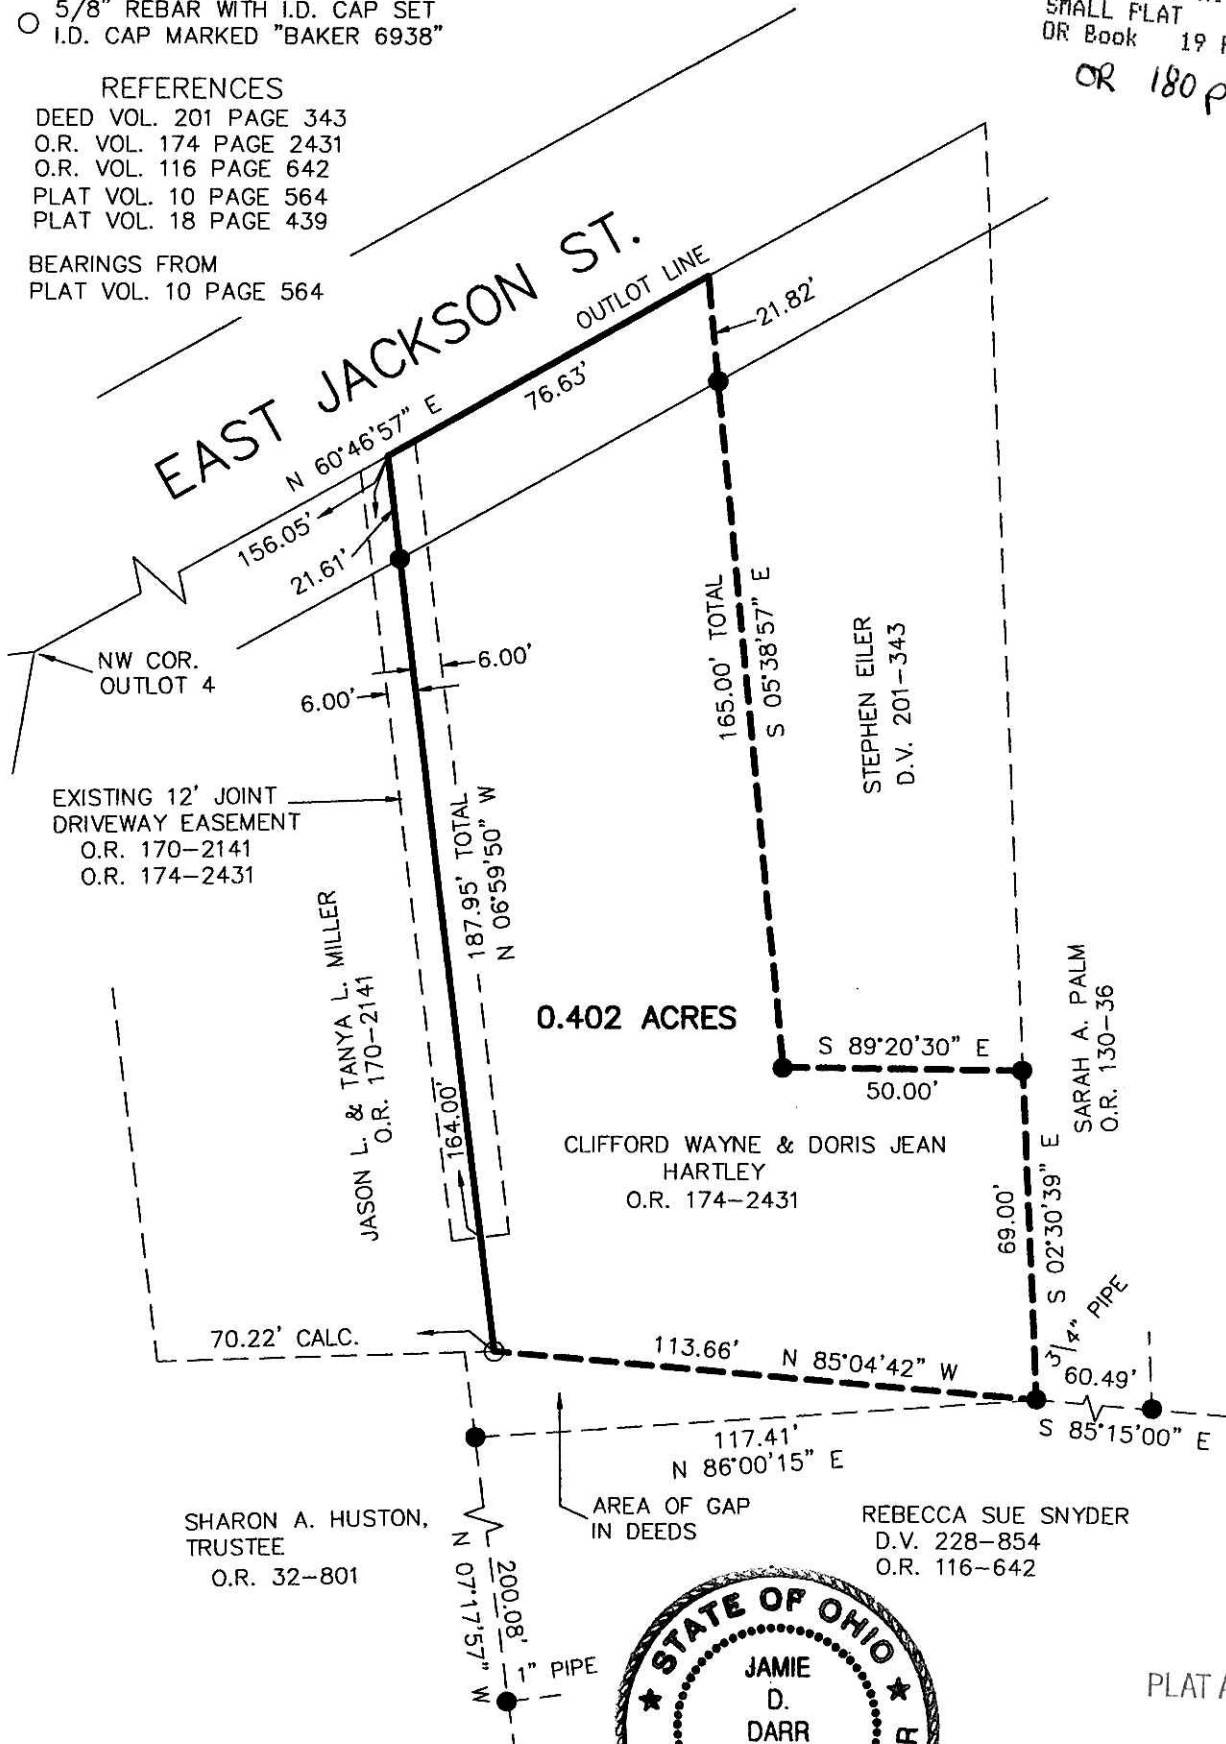 5/8" REBAR WITH I.D. CAP SET
I.D. CAP MARKED "BAKER 6938"
SMALL PLAT
OR Book 19
OR 180
REFERENCES
DEED VOL. 201 PAGE 343
O.R. VOL. 174 PAGE 2431
O.R. VOL. 116 PAGE 642
PLAT VOL. 10 PAGE 564
PLAT VOL. 18 PAGE 439
BEARINGS FROM
PLAT VOL. 10 PAGE 564
EAST JACKSON ST.
OUTLOT LINE
21.82'
76.63'
N 60°46'57" E
156.05'
21.61'
NW COR.
OUTLOT 4
6.00'
6.00'
165.00' TOTAL
S 05°38'57" E
STEPHEN EILER
D.V. 201-343
EXISTING 12' JOINT
DRIVEWAY EASEMENT
O.R. 170-2141
O.R. 174-2431
187.95' TOTAL
N 06°59'50" W
JASON L. & TANYA L. MILLER
O.R. 170-2141
164.00'
0.402 ACRES
S 89°20'30" E
50.00'
SARAH A. PALM
O.R. 130-36
CLIFFORD WAYNE & DORIS JEAN
HARTLEY
O.R. 174-2431
69.00'
S 02°30'39" E
3/4" PIPE
70.22' CALC.
113.66'
N 85°04'42" W
60.49'
S 85°15'00" E
117.41'
N 86°00'15" E
AREA OF GAP
IN DEEDS
SHARON A. HUSTON,
TRUSTEE
O.R. 32-801
REBECCA SUE SNYDER
D.V. 228-854
O.R. 116-642
N 07°17'57" W
200.08'
1" PIPE
STATE OF OHIO
JAMIE
D.
DARR
PLAT